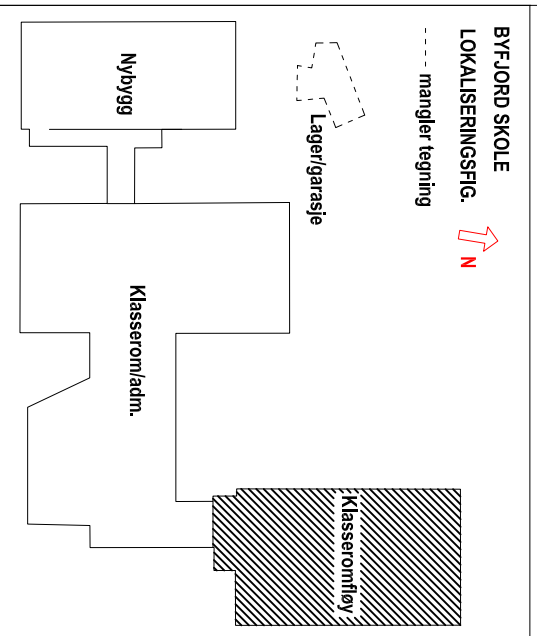 BYFJORD SKOLE
LOKALISERINGSFIG.
N
---- mangler tegning
Lager/garasje
Nybygg
Klasserom/adm.
Klasseromfløy